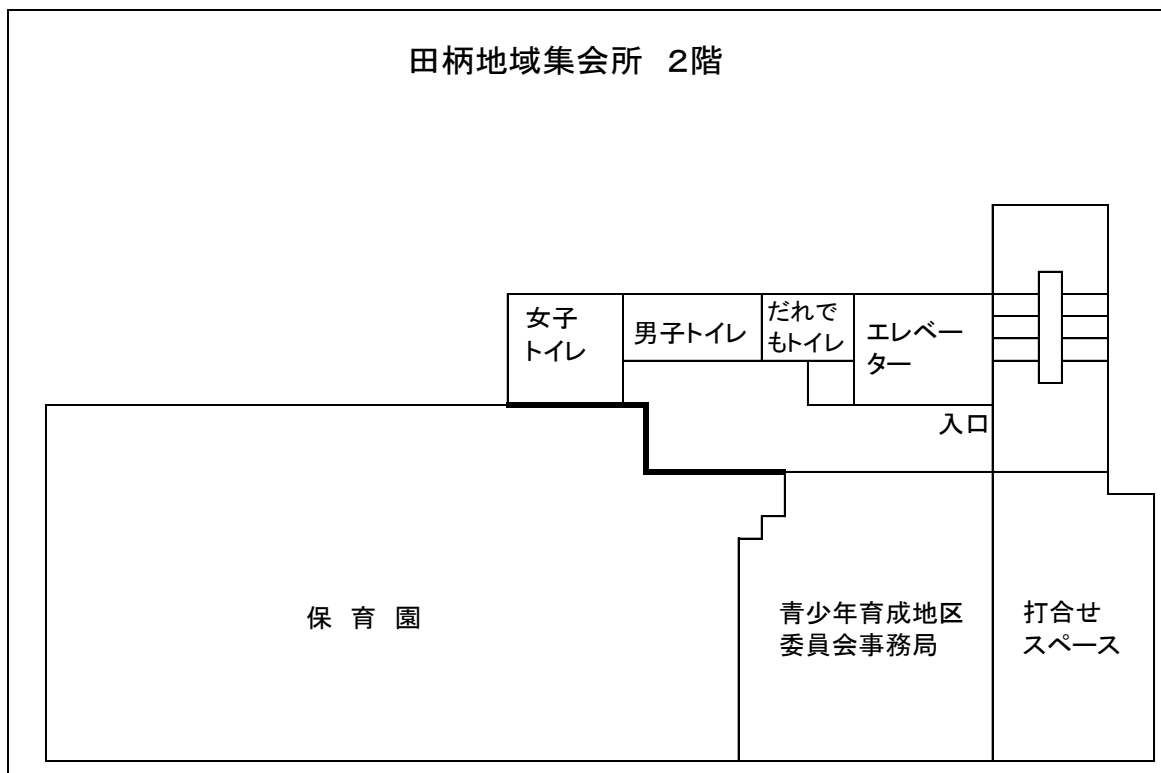 田柄地域集会所　２階
女子
トイレ
男子トイレ
だれで
もトイレ
エレベー
ター
入口
保　育　園
青少年育成地区
委員会事務局
打合せ
スペース